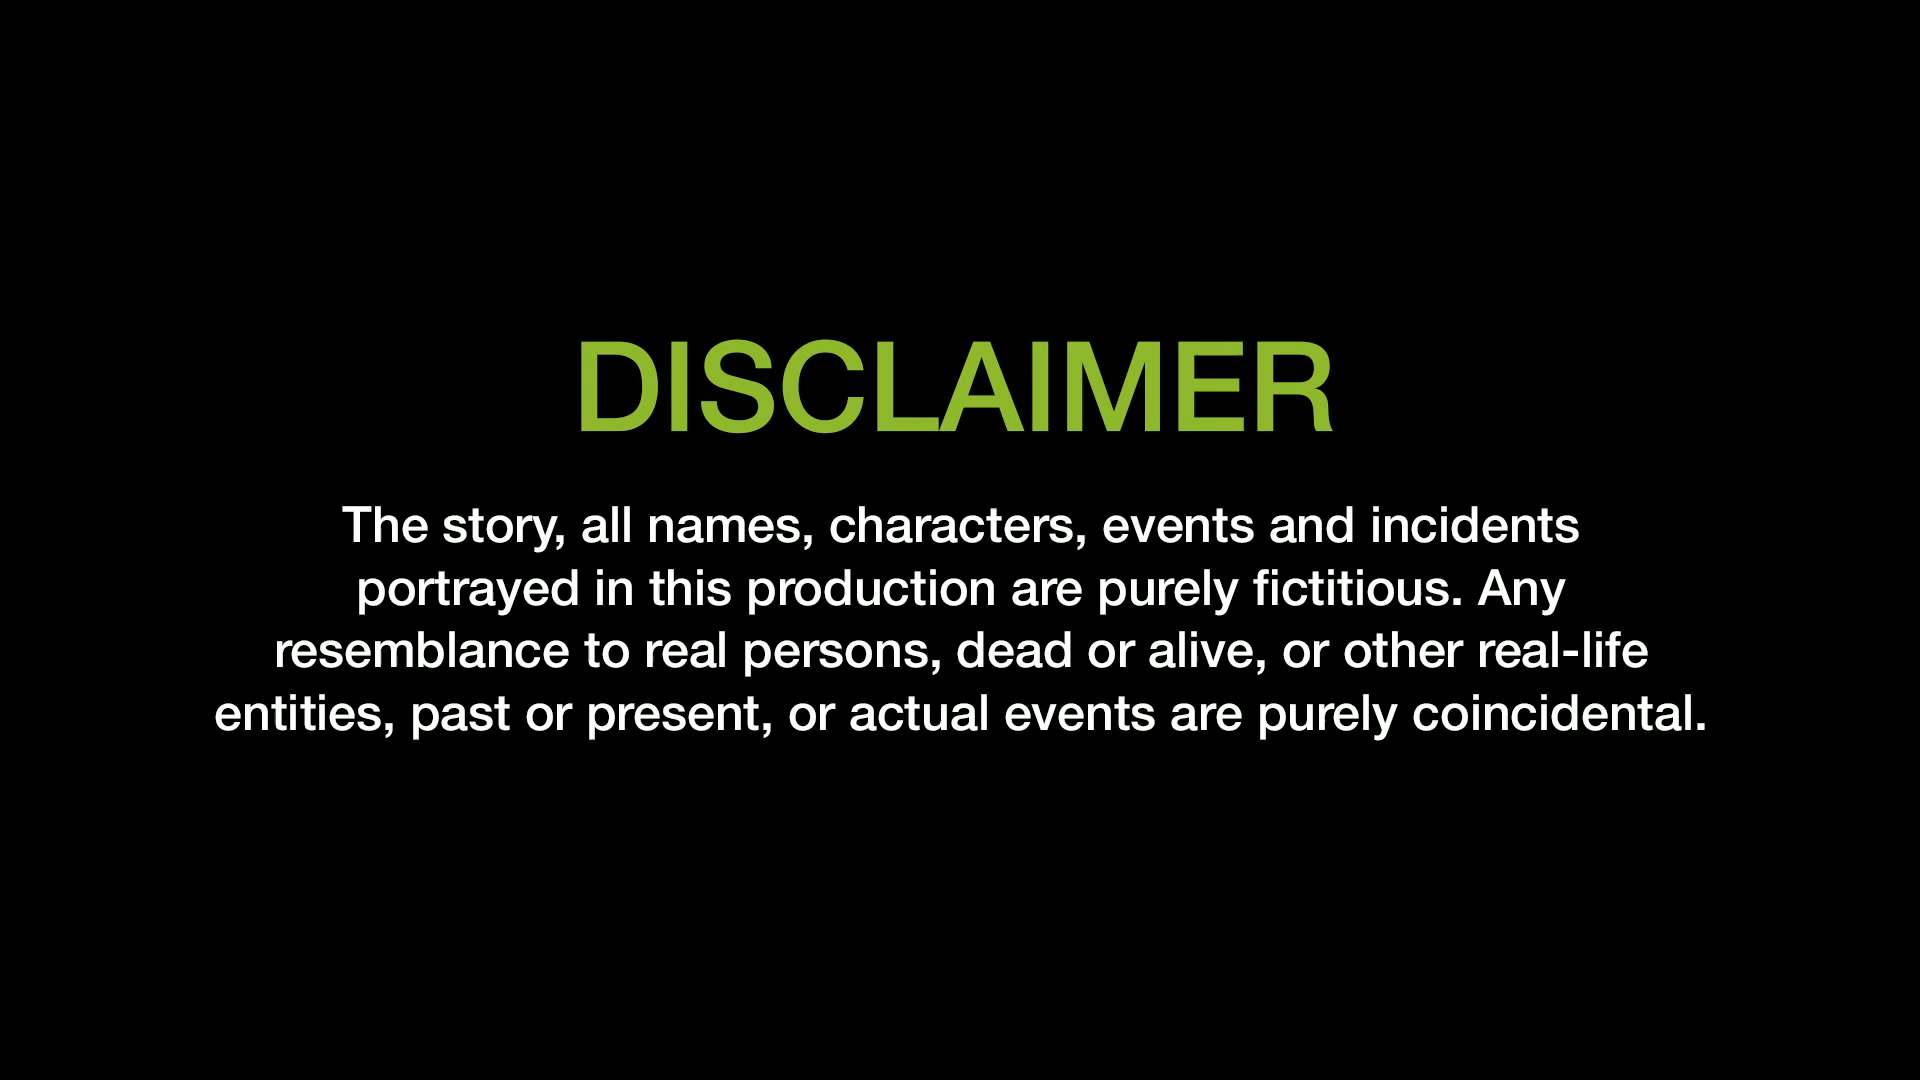 DISCLAIMER
The story, all names, characters, events and incidents
portrayed in this production are purely fictitious. Any
resemblance to real persons, dead or alive, or other real-life
entities, past or present, or actual events are purely coincidental.